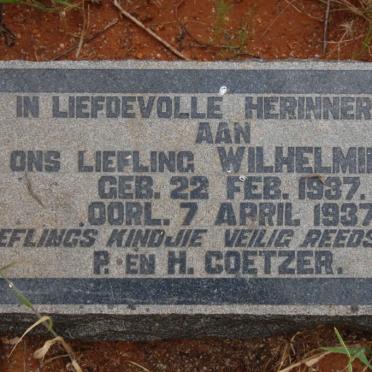 IN LIEFDEVOLLE HERINNER
AAN
ONS LIEFLING WILHELMI
GEB. 22 FEB. 1937.
OORL. 7 APRIL 1937
EFLINGS KINDJIE VEILIG REEDS
P. EN H. COETZER.